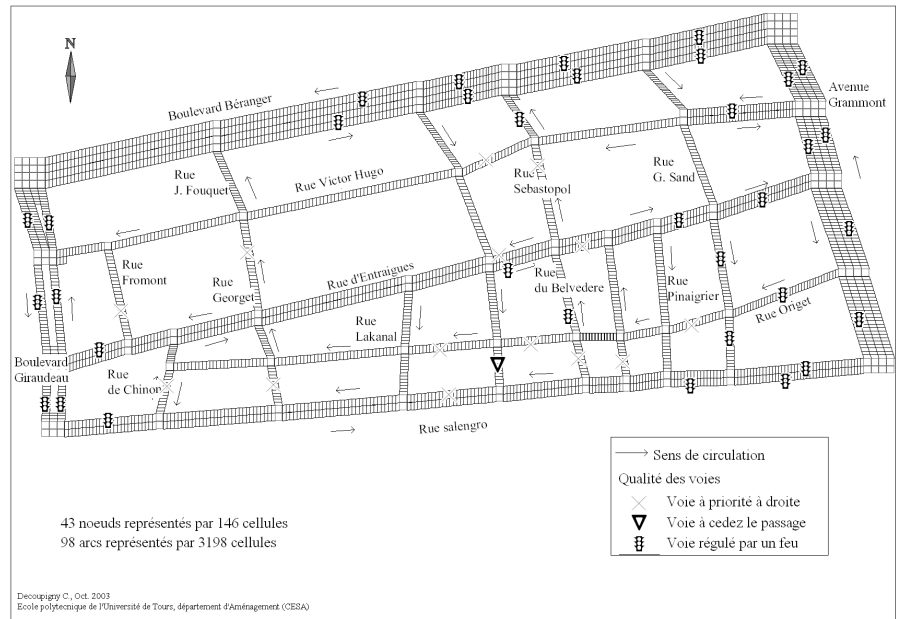 N
Boulevard Béranger
Avenue
Grammont
Rue
J. Fouquet
Rue Victor Hugo
Rue
Sebastopol
Rue
G. Sand
Rue
Fromont
Rue
Georget
Rue d'Entraigues
Rue
du Belvedere
Rue
Pinaigrier
Rue Origet
Rue
Lakanal
Boulevard
Giraudeau
Rue
de Chinon
Rue salengro
Sens de circulation
Qualité des voies
Voie à priorité à droite
Voie à cedez le passage
Voie régulé par un feu
43 noeuds représentés par 146 cellules
98 arcs représentés par 3198 cellules
Decoupigny C., Oct. 2003
Ecole polytecnique de l'Université de Tours, département d'Aménagement (CESA)